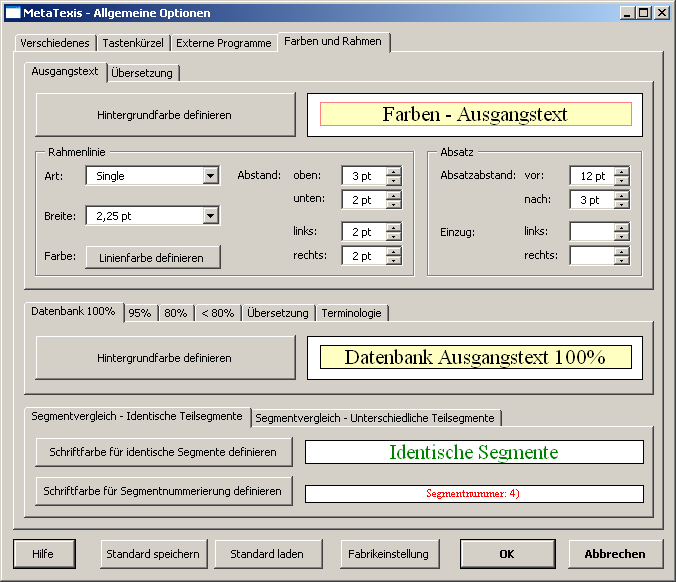 MetaTexis - Allgemeine Optionen
Verschiedenes Tastenkürzel Externe Programme Farben und Rahmen
Ausgangstext Übersetzung
Hintergrundfarbe definieren Farben - Ausgangstext
Rahmenlinie Absatz
Art: Single Abstand: oben: 3 pt Absatzabstand: vor: 12 pt
unten: 2 pt nach: 3 pt
Breite: 2,25 pt links: 2 pt Einzug: links:
Farbe: Linienfarbe definieren rechts: 2 pt rechts:
Datenbank 100% 95% 80% < 80% Übersetzung Terminologie
Hintergrundfarbe definieren Datenbank Ausgangstext 100%
Segmentvergleich - Identische Teilsegmente Segmentvergleich - Unterschiedliche Teilsegmente
Schriftfarbe für identische Segmente definieren Identische Segmente
Schriftfarbe für Segmentnummerierung definieren Segmentnummer: 4)
Hilfe Standard speichern Standard laden Fabrikeinstellung OK Abbrechen